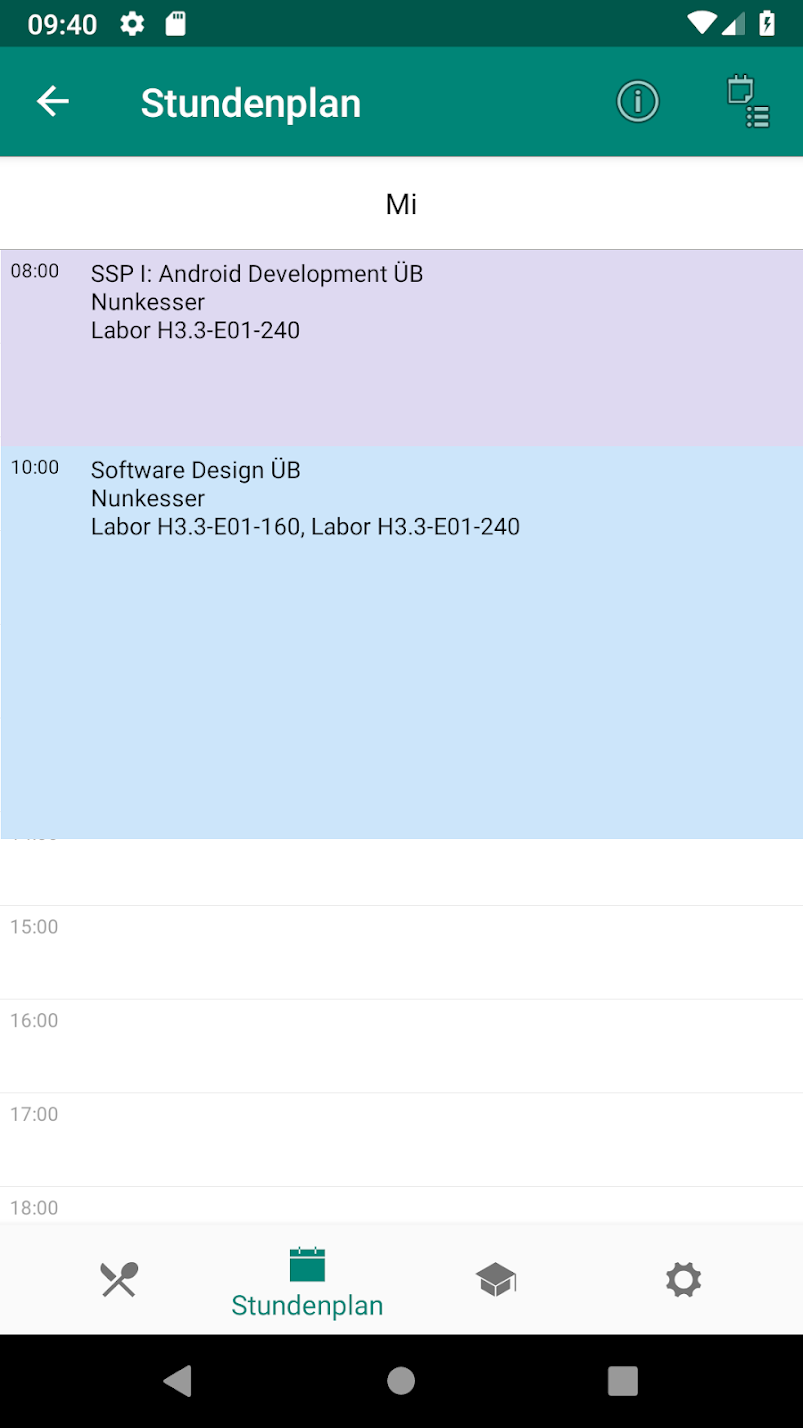 09:40
Stundenplan
Mi
08:00
SSP I: Android Development ÜB
Nunkesser
Labor H3.3-E01-240
10:00
Software Design ÜB
Nunkesser
Labor H3.3-E01-160, Labor H3.3-E01-240
15:00
16:00
17:00
18:00
Stundenplan